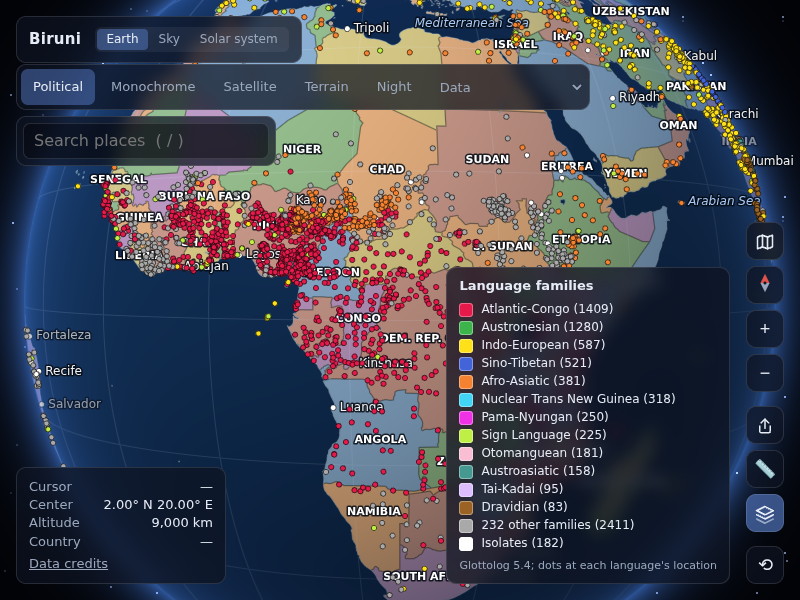 Biruni
Earth
Sky
Solar system
Political
Monochrome
Satellite
Terrain
Night
Data
Search places ( / )
Tripoli
Mediterranean Sea
UZBEKISTAN
ISRAEL
IRAQ
IRAN
Kabul
Riyadh
OMAN
Mumbai
NIGER
CHAD
SUDAN
ERITREA
YEMEN
Arabian Sea
SENEGAL
BURKINA FASO
Kano
GUINEA
Lagos
Abidjan
S. SUDAN
ETHIOPIA
CONGO
DEM. REP.
Kinshasa
Fortaleza
Recife
Salvador
Luanda
ANGOLA
NAMIBIA
Language families
Atlantic-Congo (1409)
Austronesian (1280)
Indo-European (587)
Sino-Tibetan (521)
Afro-Asiatic (381)
Nuclear Trans New Guinea (318)
Pama-Nyungan (250)
Sign Language (225)
Otomanguean (181)
Austroasiatic (158)
Tai-Kadai (95)
Dravidian (83)
232 other families (2411)
Isolates (182)
Glottolog 5.4; dots at each language's location
Cursor —
Center 2.00° N 20.00° E
Altitude 9,000 km
Country —
Data credits